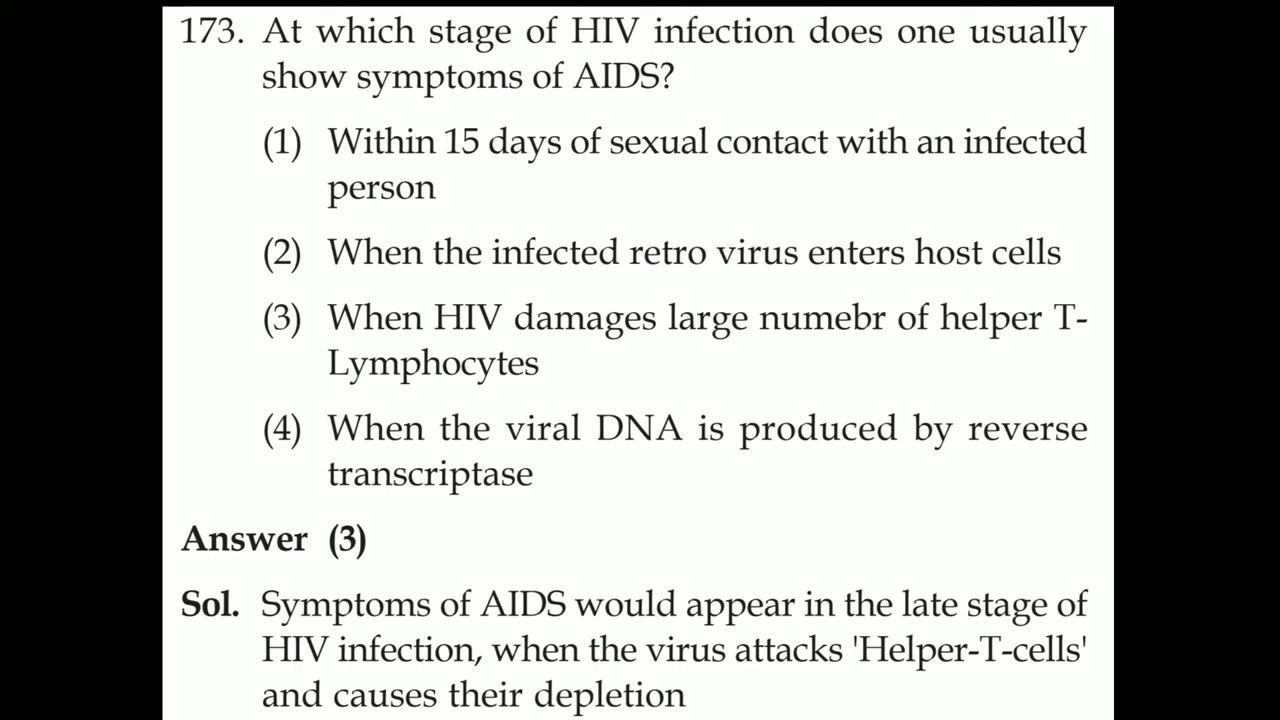 173. At which stage of HIV infection does one usually
show symptoms of AIDS?
(1) Within 15 days of sexual contact with an infected
person
(2) When the infected retro virus enters host cells
(3) When HIV damages large numebr of helper T-
Lymphocytes
(4) When the viral DNA is produced by reverse
transcriptase
Answer (3)
Sol. Symptoms of AIDS would appear in the late stage of
HIV infection, when the virus attacks 'Helper-T-cells'
and causes their depletion